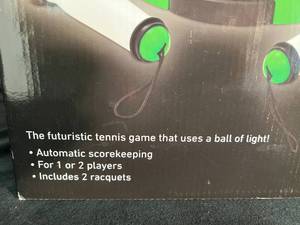 The futuristic tennis game that uses a ball of light!
• Automatic scorekeeping
• For 1 or 2 players
• Includes 2 racquets